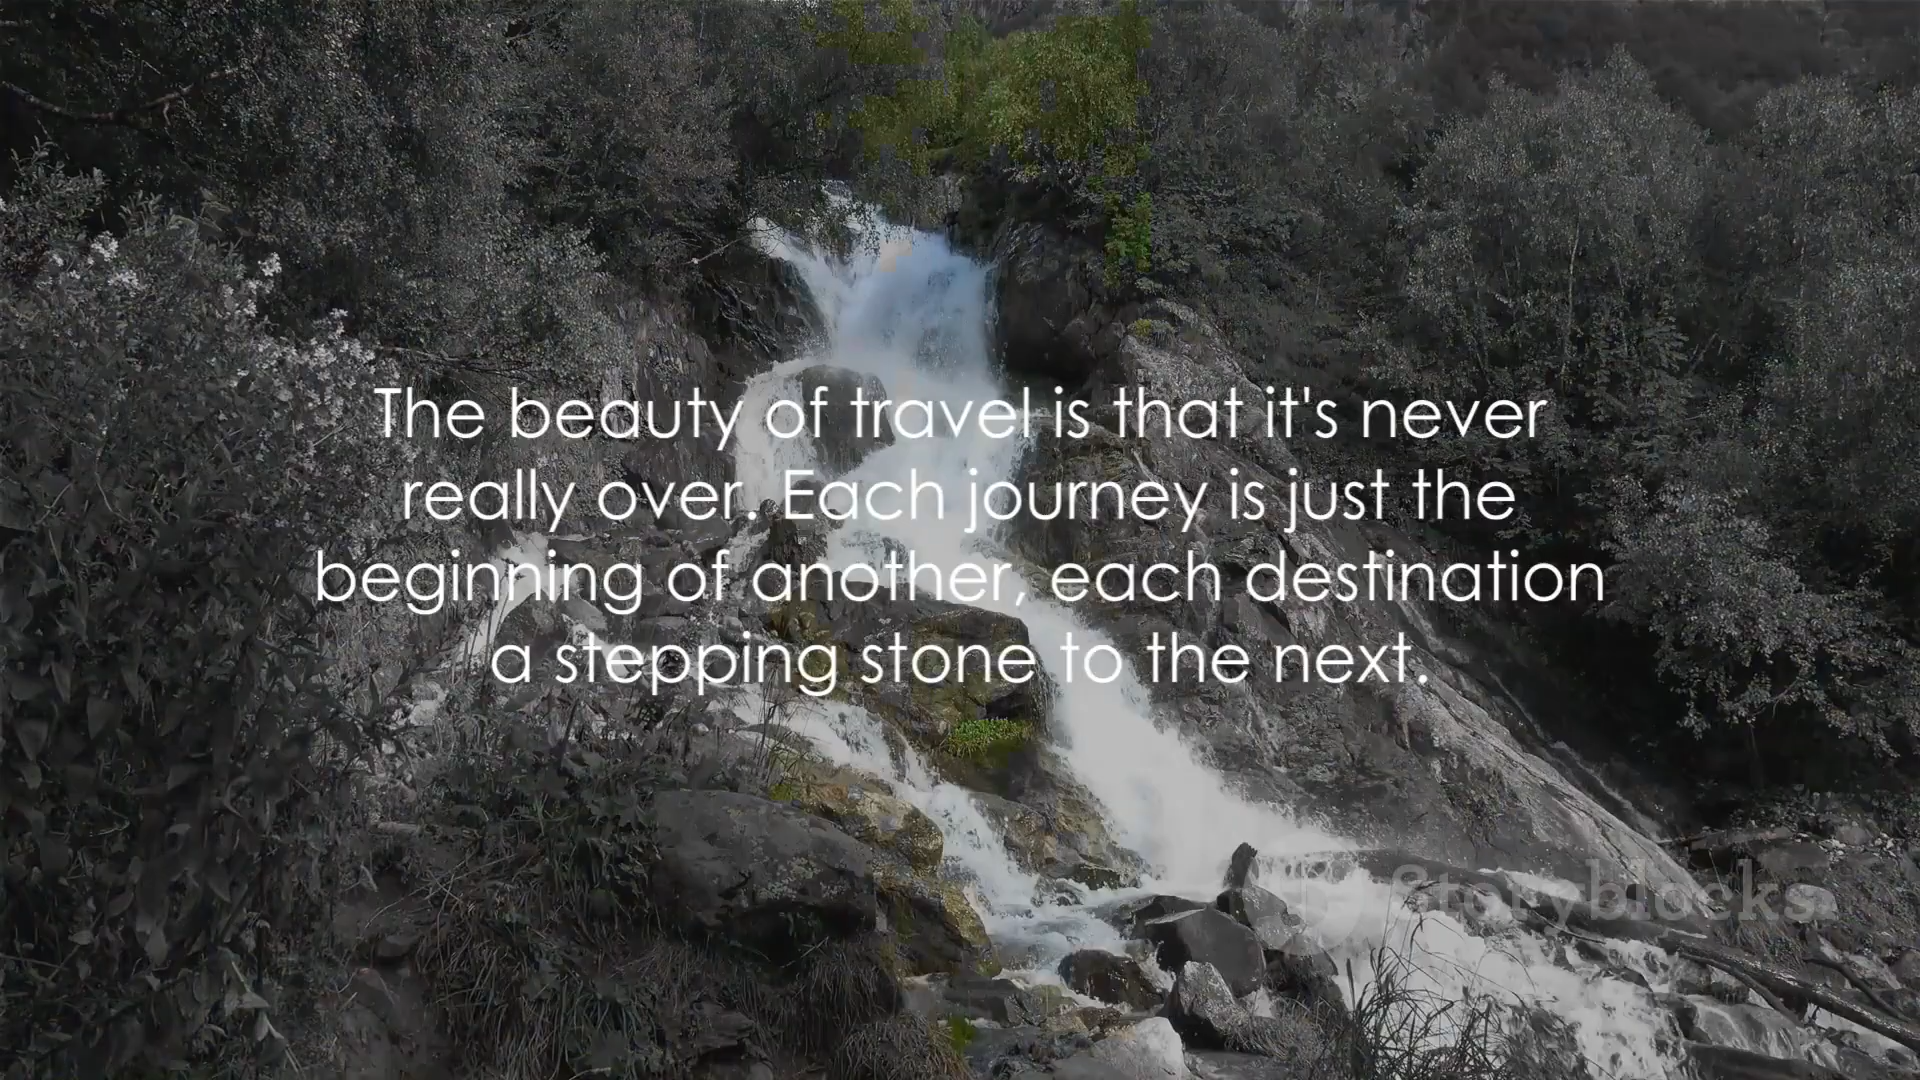 The beauty of travel is that it's never
really over. Each journey is just the
beginning of another, each destination
a stepping stone to the next.
Storyblocks